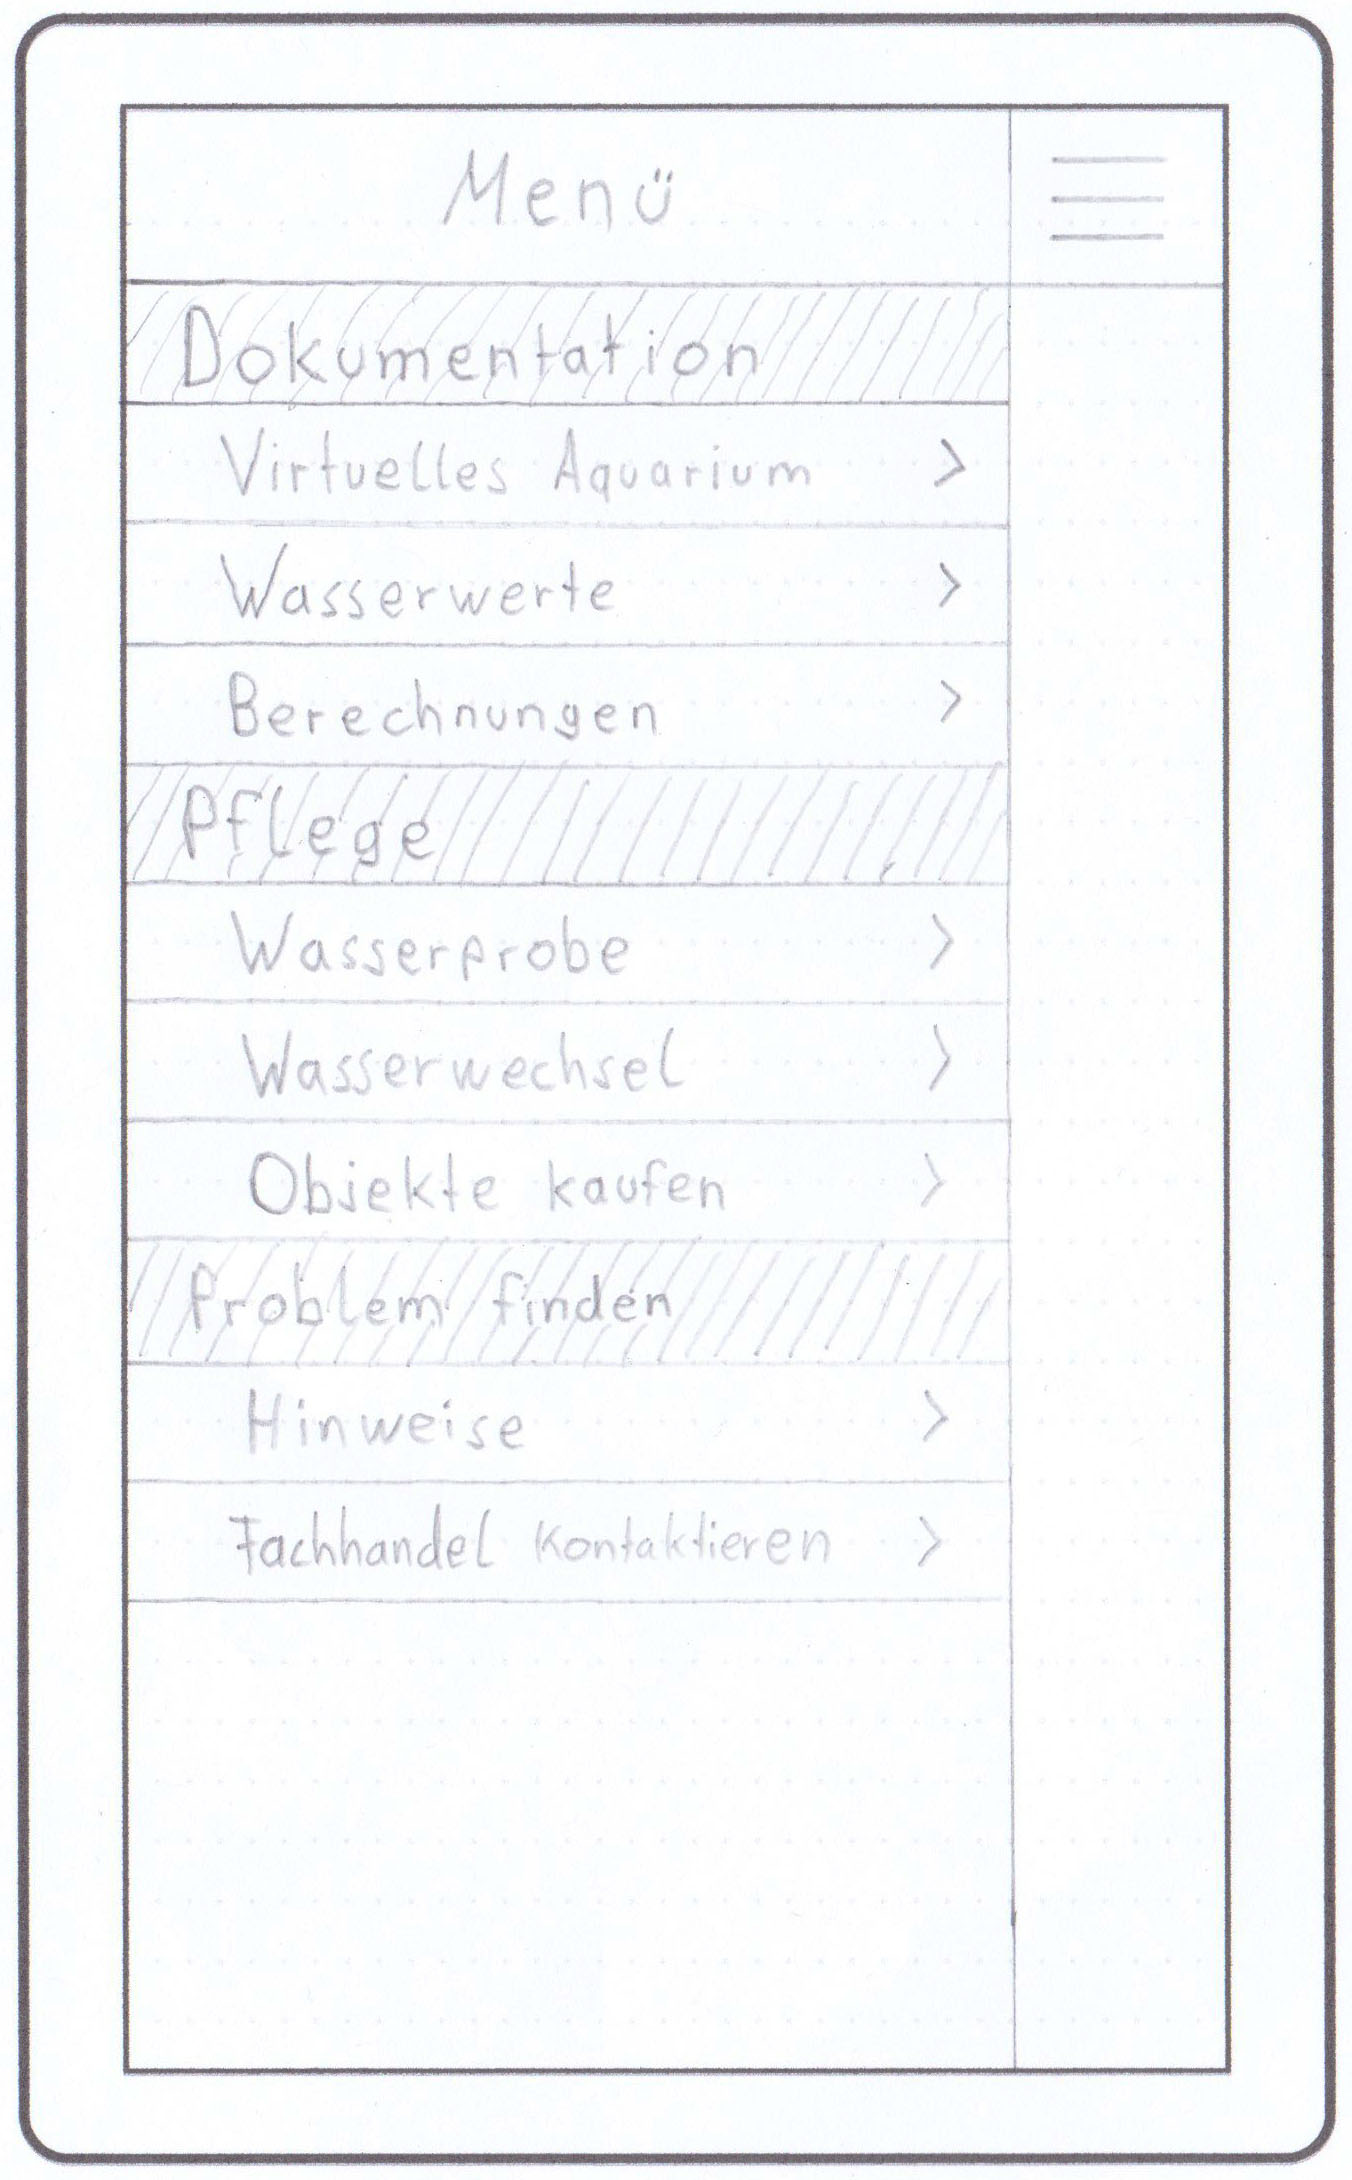 Menü
Dokumentation
Virtuelles Aquarium >
Wasserwerte >
Berechnungen >
Pflege
Wasserprobe >
Wasserwechsel >
Objekte kaufen >
Problem finden
Hinweise >
Fachhandel kontaktieren >